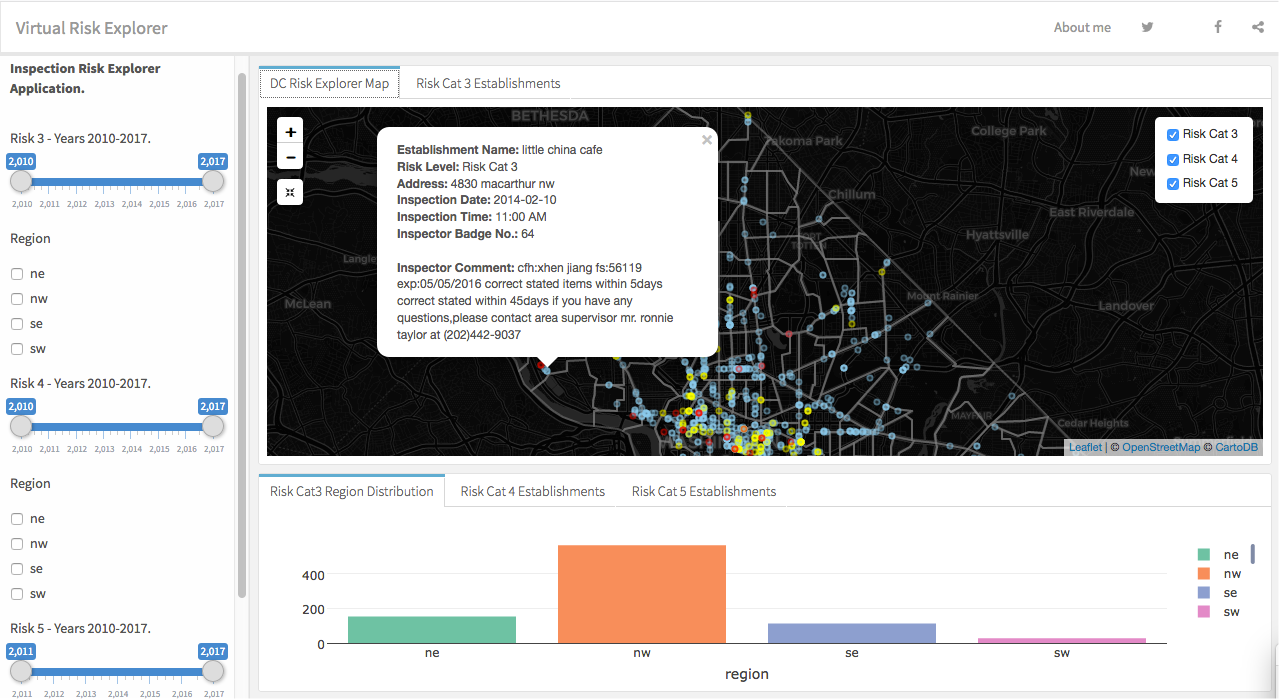 Virtual Risk Explorer
About me
Inspection Risk Explorer
Application.
Risk 3 - Years 2010-2017.
2,010 2,017
2,010 2,011 2,012 2,013 2,014 2,015 2,016 2,017
Region
ne
nw
se
sw
Risk 4 - Years 2010-2017.
2,010 2,017
2,010 2,011 2,012 2,013 2,014 2,015 2,016 2,017
Region
ne
nw
se
sw
Risk 5 - Years 2010-2017.
2,011 2,017
2,011 2,012 2,013 2,014 2,015 2,016 2,017
DC Risk Explorer Map
Risk Cat 3 Establishments
+
−
Establishment Name: little china cafe
Risk Level: Risk Cat 3
Address: 4830 macarthur nw
Inspection Date: 2014-02-10
Inspection Time: 11:00 AM
Inspector Badge No.: 64
Inspector Comment: cfh:xhen jiang fs:56119
exp:05/05/2016 correct stated items within 5days
correct stated within 45days if you have any
questions,please contact area supervisor mr. ronnie
taylor at (202)442-9037
×
BETHESDA
Takoma Park
College Park
New
Chillum
East Riverdale
Hyattsville
FORT
TOTTEN
Langle
McLean
Mount Rainier
Landover
MAYFAIR
Cedar Heights
Risk Cat 3
Risk Cat 4
Risk Cat 5
Leaflet | © OpenStreetMap © CartoDB
Risk Cat3 Region Distribution
Risk Cat 4 Establishments
Risk Cat 5 Establishments
400
200
0
ne
nw
se
sw
region
ne
nw
se
sw